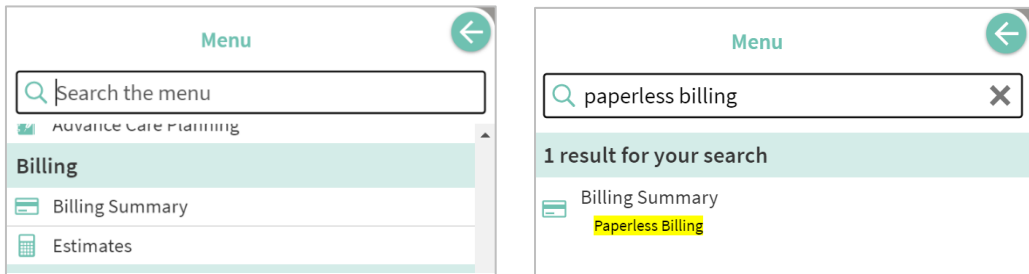 Menu
Search the menu
Advance Care Planning
Billing
Billing Summary
Estimates
Menu
paperless billing
1 result for your search
Billing Summary
Paperless Billing